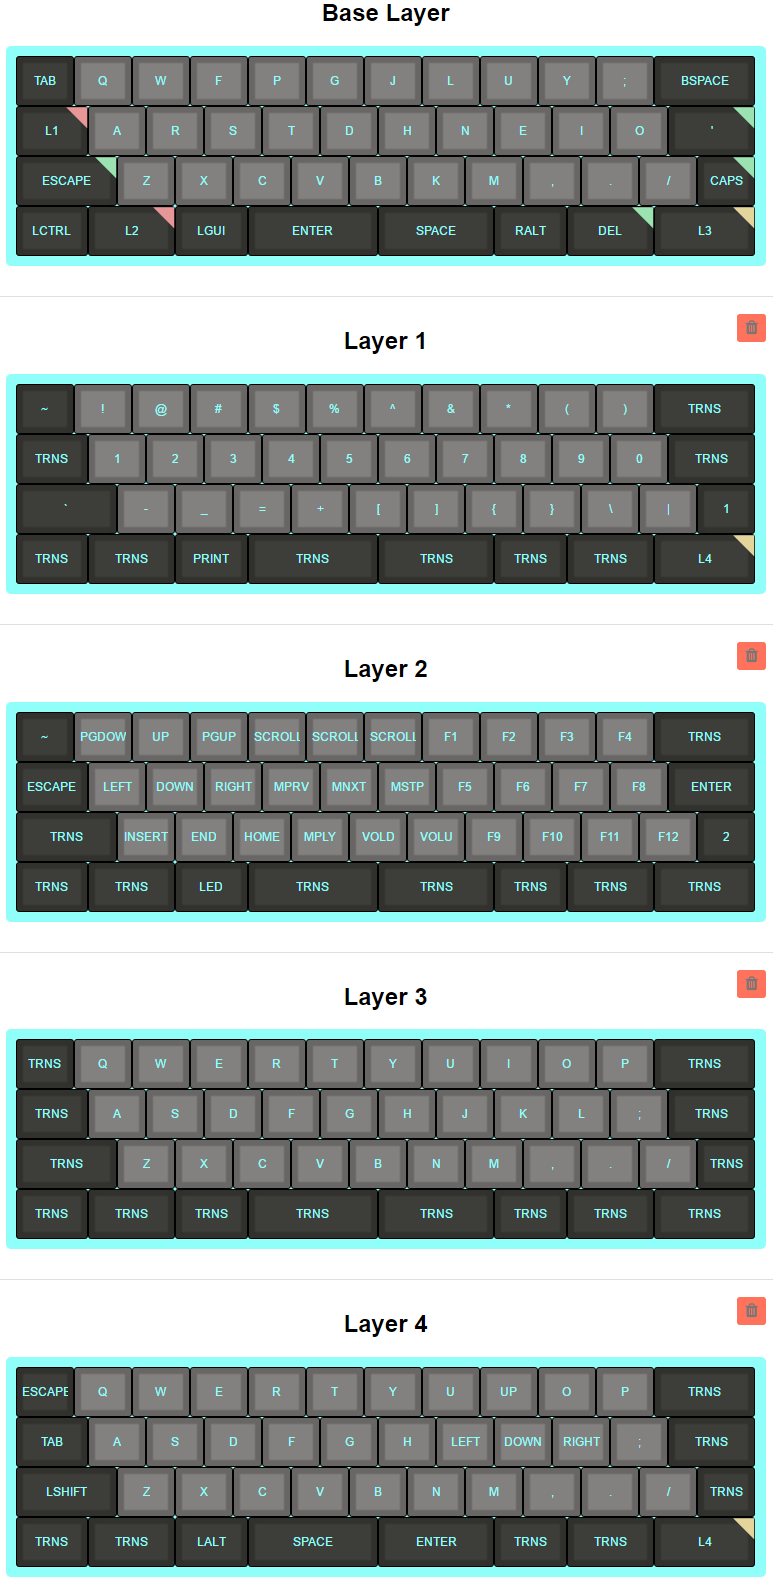 Base Layer
TAB Q W F P G J L U Y ; BSPACE
L1 A R S T D H N E I O '
ESCAPE Z X C V B K M , . / CAPS
LCTRL L2 LGUI ENTER SPACE RALT DEL L3
Layer 1
~ ! @ # $ % ^ & * ( ) TRNS
TRNS 1 2 3 4 5 6 7 8 9 0 TRNS
` - _ = + [ ] { } \ | 1
TRNS TRNS PRINT TRNS TRNS TRNS TRNS L4
Layer 2
~ PGDOW UP PGUP SCROLL SCROLL SCROLL F1 F2 F3 F4 TRNS
ESCAPE LEFT DOWN RIGHT MPRV MNXT MSTP F5 F6 F7 F8 ENTER
TRNS INSERT END HOME MPLY VOLD VOLU F9 F10 F11 F12 2
TRNS TRNS LED TRNS TRNS TRNS TRNS TRNS
Layer 3
TRNS Q W E R T Y U I O P TRNS
TRNS A S D F G H J K L ; TRNS
TRNS Z X C V B N M , . / TRNS
TRNS TRNS TRNS TRNS TRNS TRNS TRNS TRNS
Layer 4
ESCAPE Q W E R T Y U UP O P TRNS
TAB A S D F G H LEFT DOWN RIGHT ; TRNS
LSHIFT Z X C V B N M , . / TRNS
TRNS TRNS LALT SPACE ENTER TRNS TRNS L4